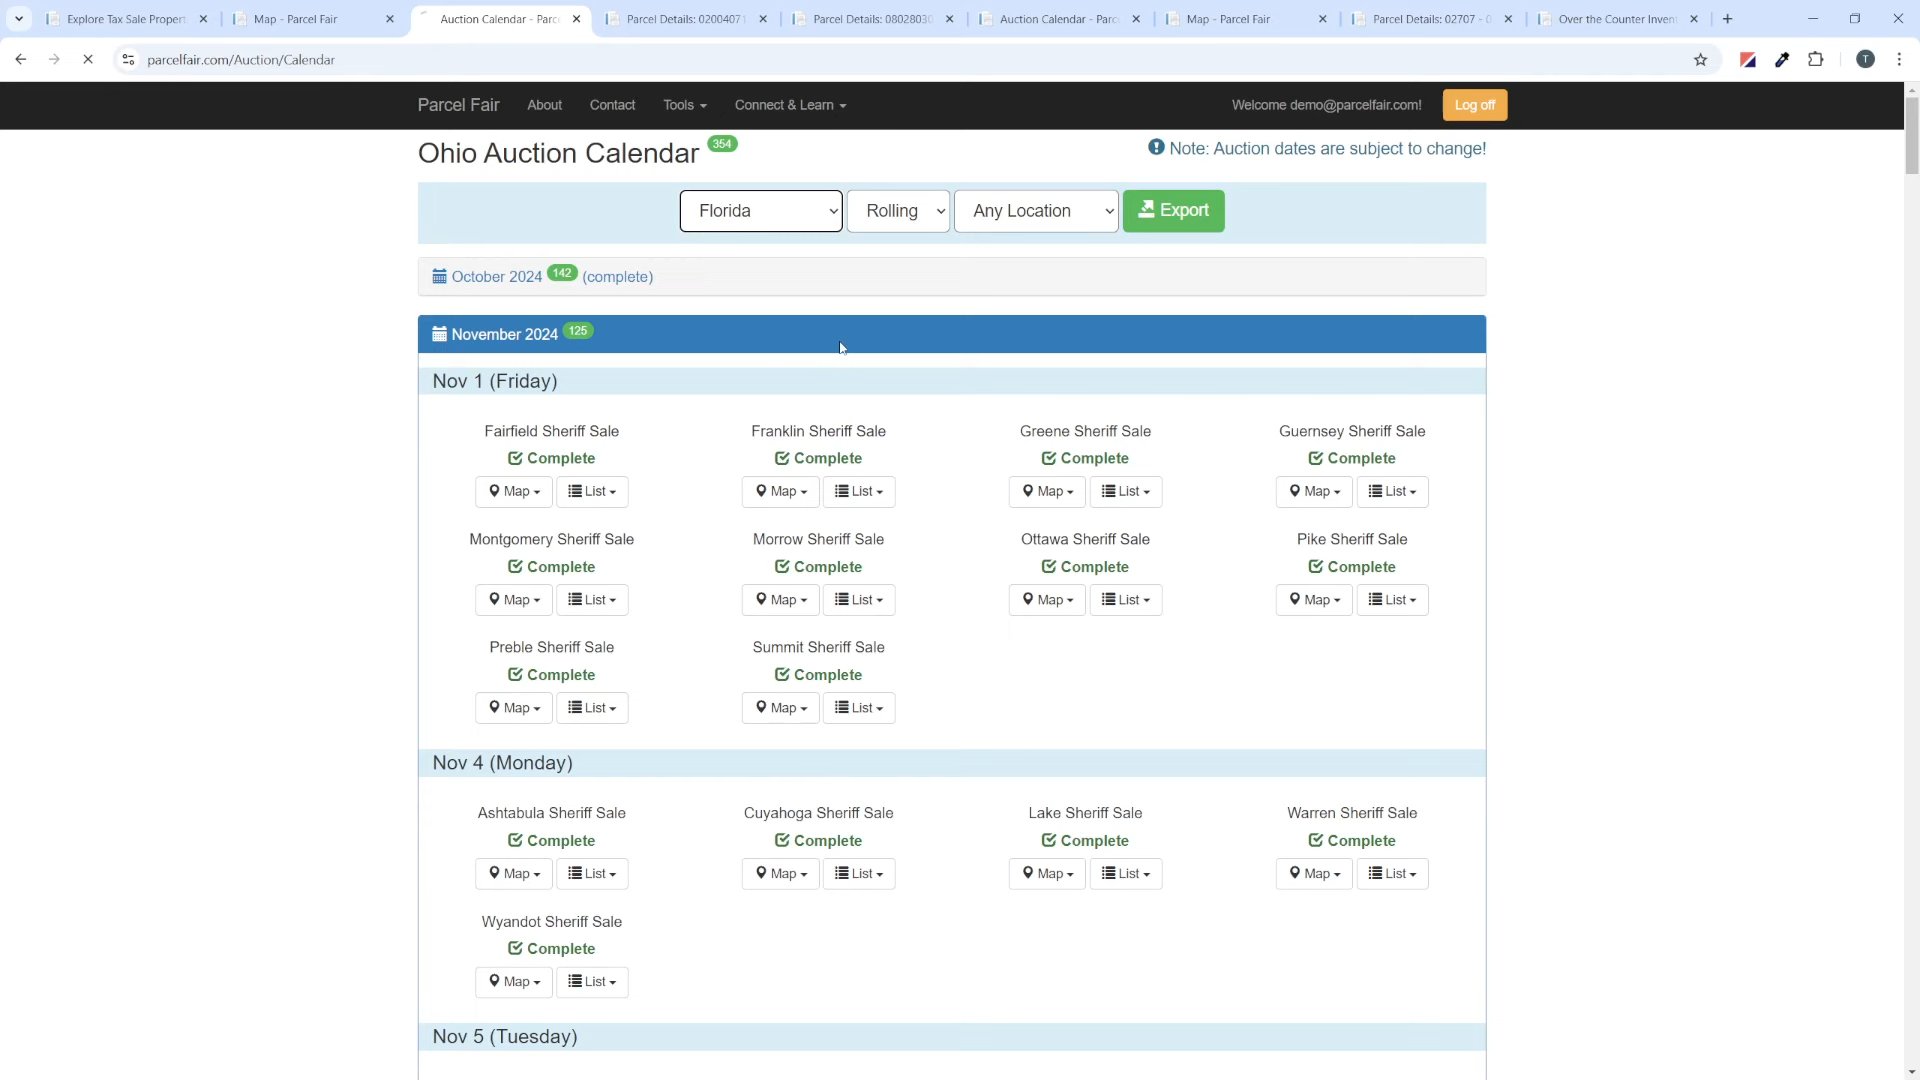 Explore Tax Sale Propert
Map - Parcel Fair
Auction Calendar - Parc
Parcel Details: 02004071
Parcel Details: 08028030
Auction Calendar - Parc
Map - Parcel Fair
Parcel Details: 02707 - 0
Over the Counter Inven
parcelfair.com/Auction/Calendar
T
Parcel Fair
About
Contact
Tools
Connect & Learn
Welcome demo@parcelfair.com!
Log off
Ohio Auction Calendar 354
Note: Auction dates are subject to change!
Florida
Rolling
Any Location
Export
October 2024 142 (complete)
November 2024 125
Nov 1 (Friday)
Fairfield Sheriff Sale
Franklin Sheriff Sale
Greene Sheriff Sale
Guernsey Sheriff Sale
Complete
Complete
Complete
Complete
Map List
Map List
Map List
Map List
Montgomery Sheriff Sale
Morrow Sheriff Sale
Ottawa Sheriff Sale
Pike Sheriff Sale
Complete
Complete
Complete
Complete
Map List
Map List
Map List
Map List
Preble Sheriff Sale
Summit Sheriff Sale
Complete
Complete
Map List
Map List
Nov 4 (Monday)
Ashtabula Sheriff Sale
Cuyahoga Sheriff Sale
Lake Sheriff Sale
Warren Sheriff Sale
Complete
Complete
Complete
Complete
Map List
Map List
Map List
Map List
Wyandot Sheriff Sale
Complete
Map List
Nov 5 (Tuesday)